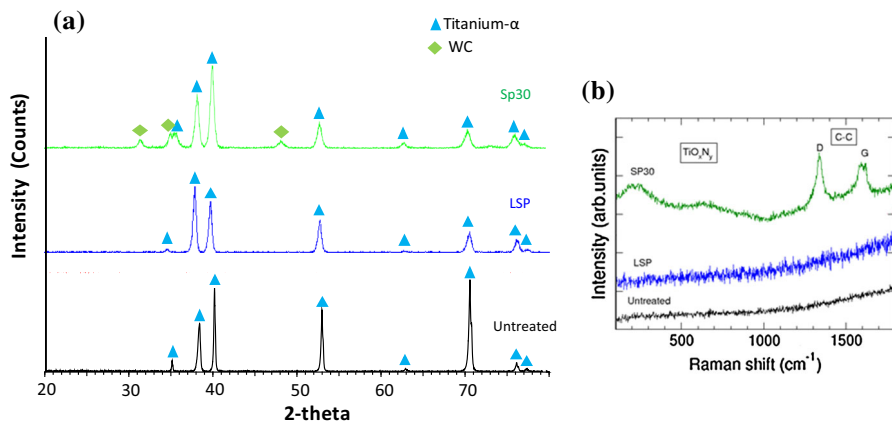 (a)
Titanium-α
WC
Sp30
LSP
Untreated
Intensity (Counts)
20 30 40 50 60 70
2-theta
(b)
C-C
TiOxNy
D
G
SP30
LSP
Untreated
Intensity (arb.units)
500 1000 1500
Raman shift (cm-1)